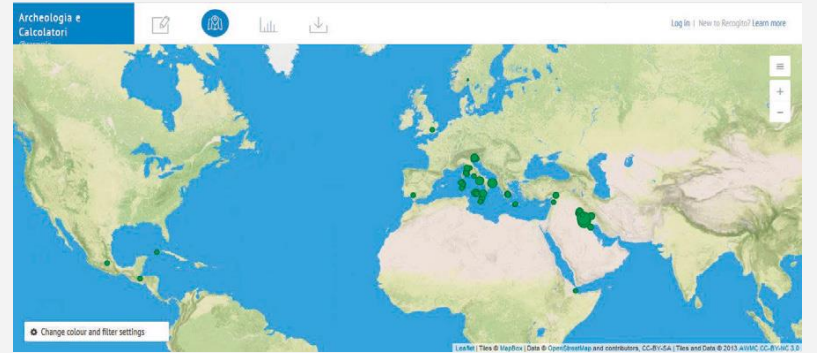 Archeologia e
Calcolatori
Log in | New to Recogito? Learn more
+
−
Change colour and filter settings
Leaflet | Tiles © MapBox | Data © OpenStreetMap and contributors, CC-BY-SA | Tiles and Data © 2013 AWMC CC-BY-NC 3.0